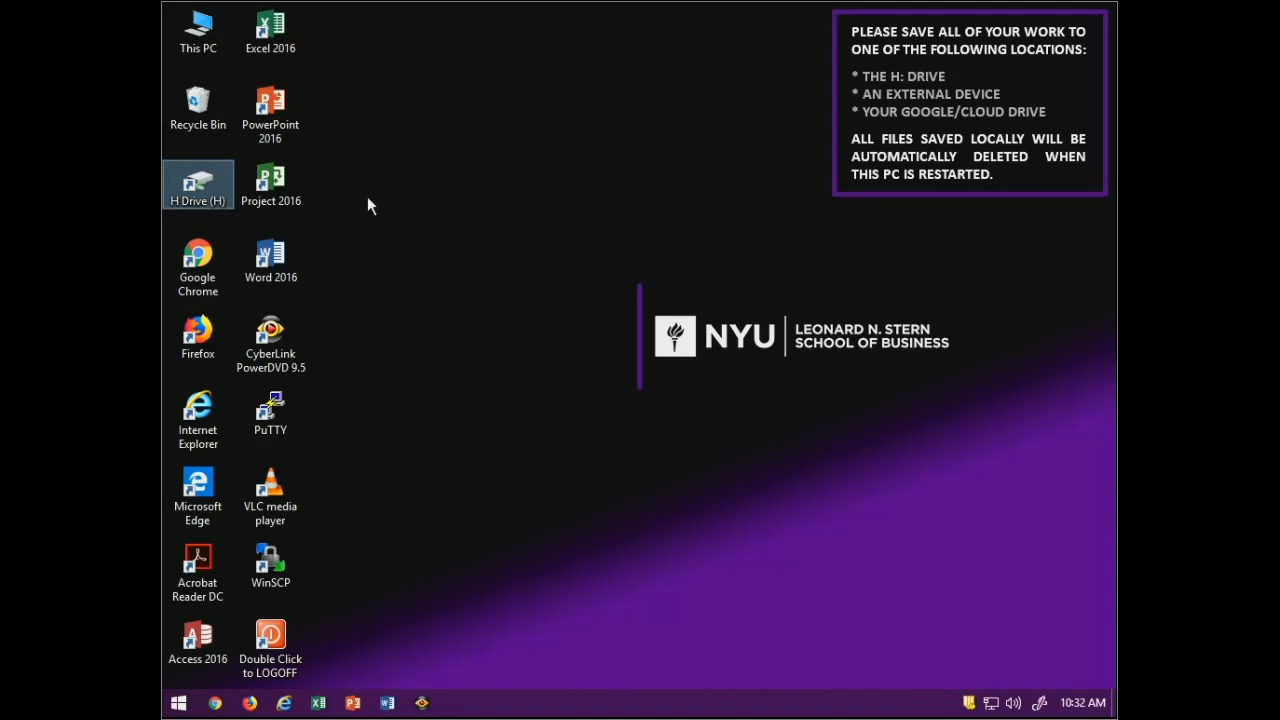 This PC
Excel 2016
Recycle Bin
PowerPoint
2016
H Drive (H)
Project 2016
Google
Chrome
Word 2016
Firefox
CyberLink
PowerDVD 9.5
Internet
Explorer
PuTTY
Microsoft
Edge
VLC media
player
Acrobat
Reader DC
WinSCP
Access 2016
Double Click
to LOGOFF
PLEASE SAVE ALL OF YOUR WORK TO
ONE OF THE FOLLOWING LOCATIONS:
* THE H: DRIVE
* AN EXTERNAL DEVICE
* YOUR GOOGLE/CLOUD DRIVE
ALL FILES SAVED LOCALLY WILL BE
AUTOMATICALLY DELETED WHEN
THIS PC IS RESTARTED.
NYU
LEONARD N. STERN
SCHOOL OF BUSINESS
10:32 AM